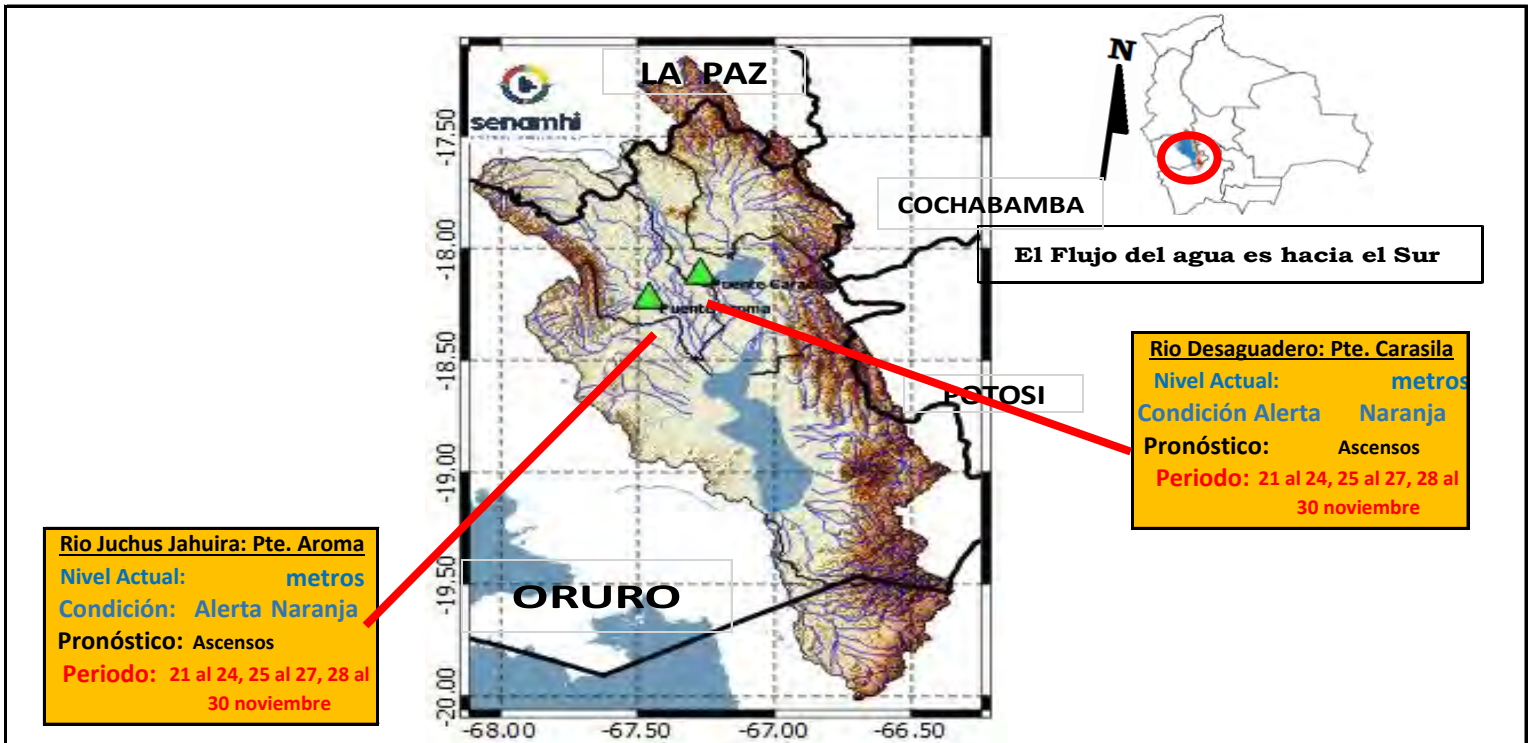 LA PAZ
senamhi
N
COCHABAMBA
El Flujo del agua es hacia el Sur
POTOSI
ORURO
Puente Aroma
Rio Desaguadero: Pte. Carasila
Nivel Actual: metros
Condición Alerta Naranja
Pronóstico: Ascensos
Periodo: 21 al 24, 25 al 27, 28 al
30 noviembre
Rio Juchus Jahuira: Pte. Aroma
Nivel Actual: metros
Condición: Alerta Naranja
Pronóstico: Ascensos
Periodo: 21 al 24, 25 al 27, 28 al
30 noviembre
-17.50
-18.00
-18.50
-19.00
-19.50
-20.00
-68.00 -67.50 -67.00 -66.50